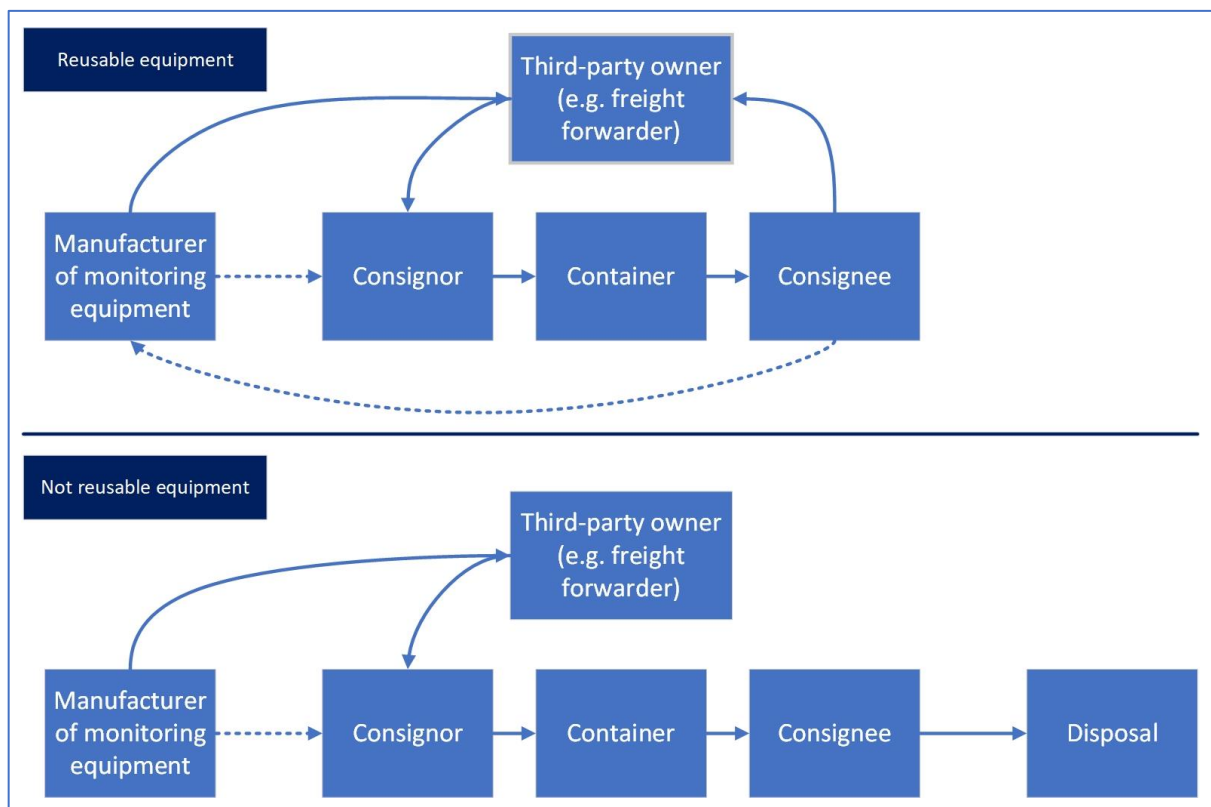 Reusable equipment
Third-party owner
(e.g. freight
forwarder)
Manufacturer
of monitoring
equipment
Consignor
Container
Consignee
Not reusable equipment
Third-party owner
(e.g. freight
forwarder)
Manufacturer
of monitoring
equipment
Consignor
Container
Consignee
Disposal